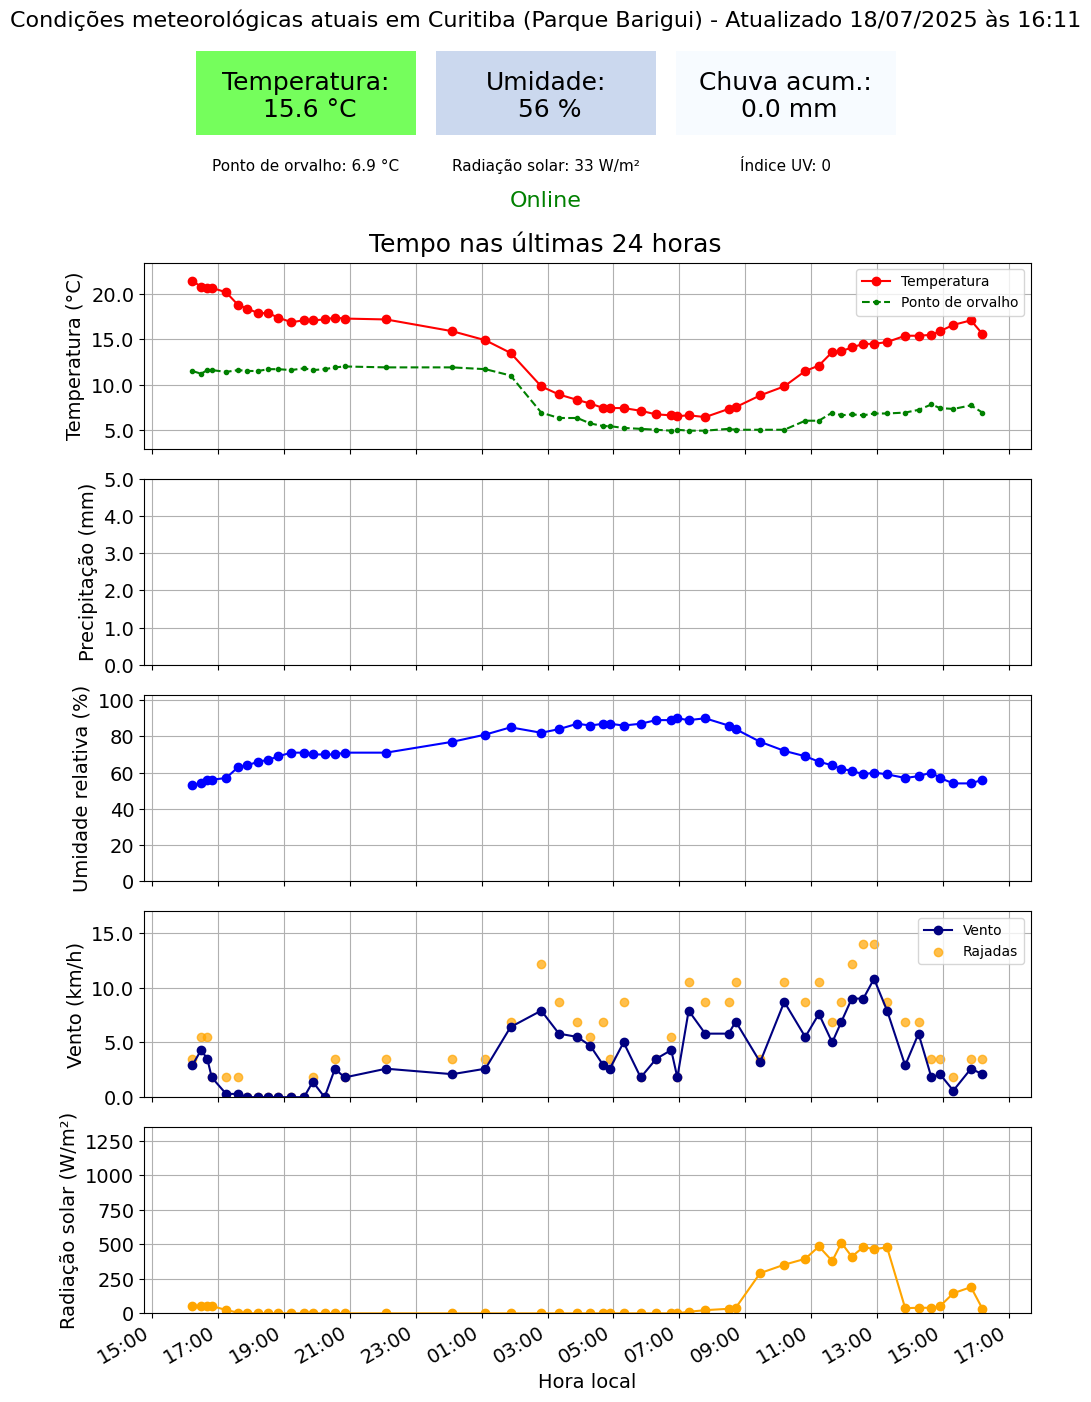 Condições meteorológicas atuais em Curitiba (Parque Barigui) - Atualizado 18/07/2025 às 16:11
Temperatura:
15.6 °C
Umidade:
56 %
Chuva acum.:
0.0 mm
Ponto de orvalho: 6.9 °C
Radiação solar: 33 W/m²
Índice UV: 0
Online
Tempo nas últimas 24 horas
Temperatura (°C)
20.0
15.0
10.0
5.0
Temperatura
Ponto de orvalho
Precipitação (mm)
5.0
4.0
3.0
2.0
1.0
0.0
Umidade relativa (%)
100
80
60
40
20
0
Vento (km/h)
15.0
10.0
5.0
0.0
Vento
Rajadas
Radiação solar (W/m²)
1250
1000
750
500
250
0
15:00
17:00
19:00
21:00
23:00
01:00
03:00
05:00
07:00
09:00
11:00
13:00
15:00
17:00
Hora local